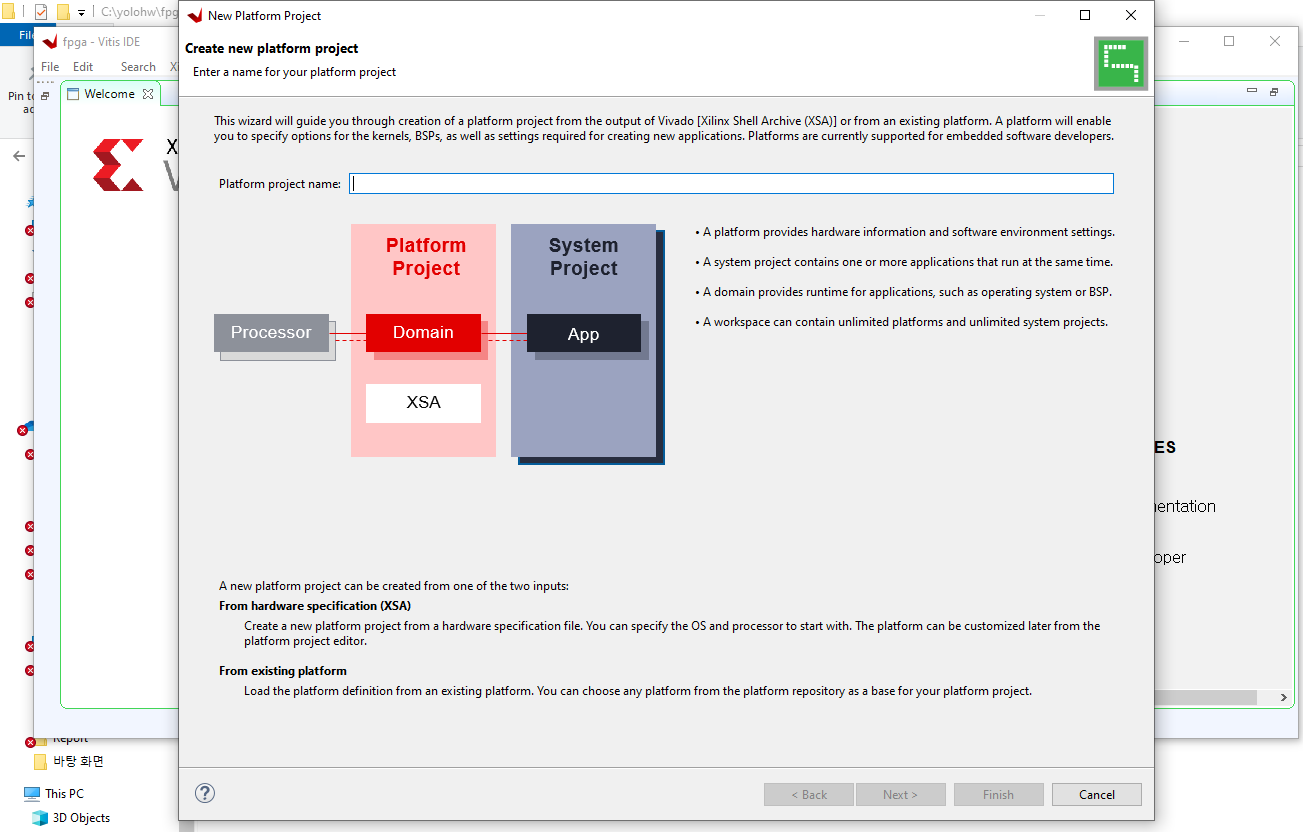 C:\yolohw\fpg
File
fpga - Vitis IDE
File Edit Search Xi
Pin to
Welcome
X
V
New Platform Project
Create new platform project
Enter a name for your platform project
This wizard will guide you through creation of a platform project from the output of Vivado [Xilinx Shell Archive (XSA)] or from an existing platform. A platform will enable
you to specify options for the kernels, BSPs, as well as settings required for creating new applications. Platforms are currently supported for embedded software developers.
Platform project name:
Platform
Project
System
Project
Processor
Domain
App
XSA
• A platform provides hardware information and software environment settings.
• A system project contains one or more applications that run at the same time.
• A domain provides runtime for applications, such as operating system or BSP.
• A workspace can contain unlimited platforms and unlimited system projects.
ES
mentation
oper
A new platform project can be created from one of the two inputs:
From hardware specification (XSA)
Create a new platform project from a hardware specification file. You can specify the OS and processor to start with. The platform can be customized later from the
platform project editor.
From existing platform
Load the platform definition from an existing platform. You can choose any platform from the platform repository as a base for your platform project.
Report
바탕 화면
This PC
3D Objects
?
< Back
Next >
Finish
Cancel